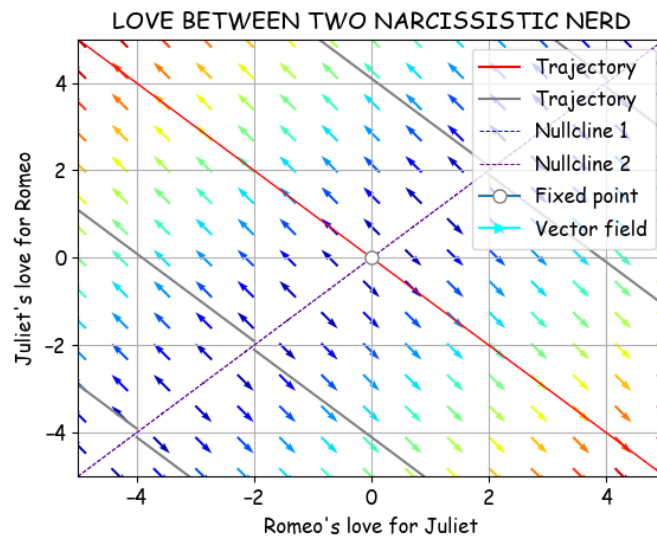 LOVE BETWEEN TWO NARCISSISTIC NERD
Trajectory
Trajectory
Nullcline 1
Nullcline 2
Fixed point
Vector field
Juliet's love for Romeo
4
2
0
−2
−4
−4 −2 0 2 4
Romeo's love for Juliet